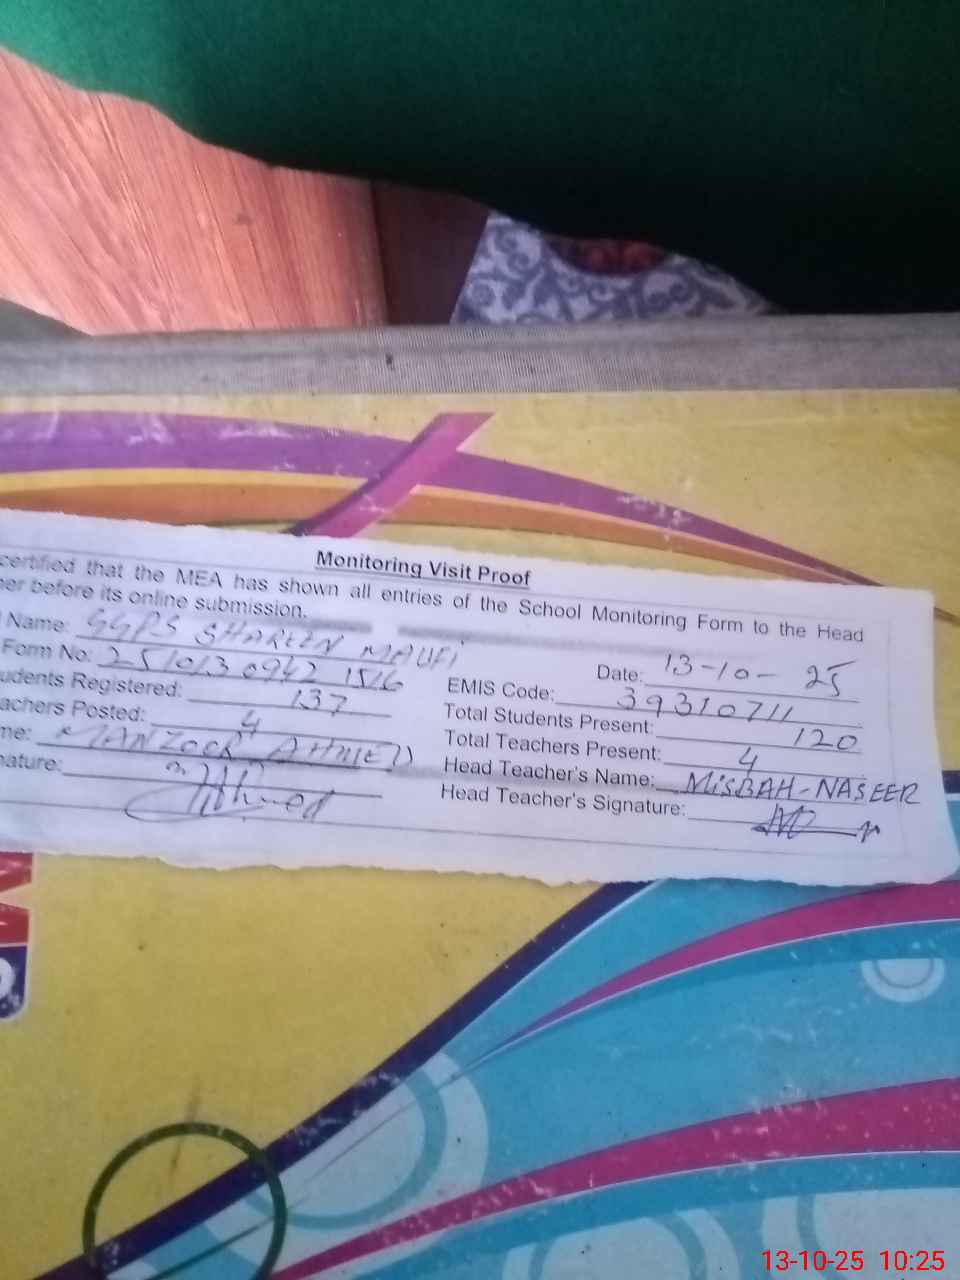 Monitoring Visit Proof
certified that the MEA has shown all entries of the School Monitoring Form to the Head
her before its online submission.
Name: GGPS SHAREEN MAUFI
Date: 13-10-25
Form No: 251013 0942 1516
EMIS Code: 39310711
udents Registered: 137
Total Students Present: 120
achers Posted: 4
Total Teachers Present: 4
me: MANZOOR AHMED
Head Teacher's Name: MISBAH-NASEER
nature:
Head Teacher's Signature:
13-10-25 10:25